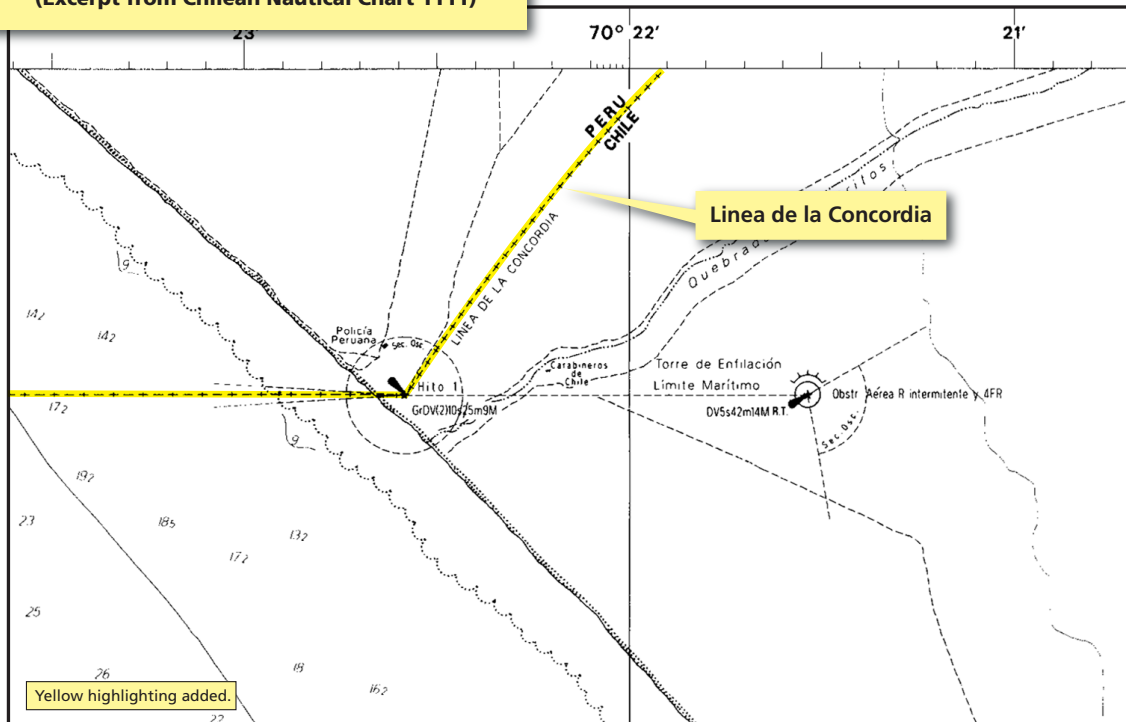 (Excerpt from Chilean Nautical Chart 1111)
23'
70° 22'
21'
PERU
CHILE
Linea de la Concordia
LINEA DE LA CONCORDIA
9
142
142
Policía
Peruana
Sec. Osc.
Carabineros
de
Chile
Torre de Enfilación
Límite Marítimo
Hito 1
GrDV(2)10s25m9M
DV5s42m14M R.T.
Obstr Aérea R intermitente y 4FR
Sec. Osc.
172
9
192
23
185
132
172
25
26
18
162
Yellow highlighting added.
22